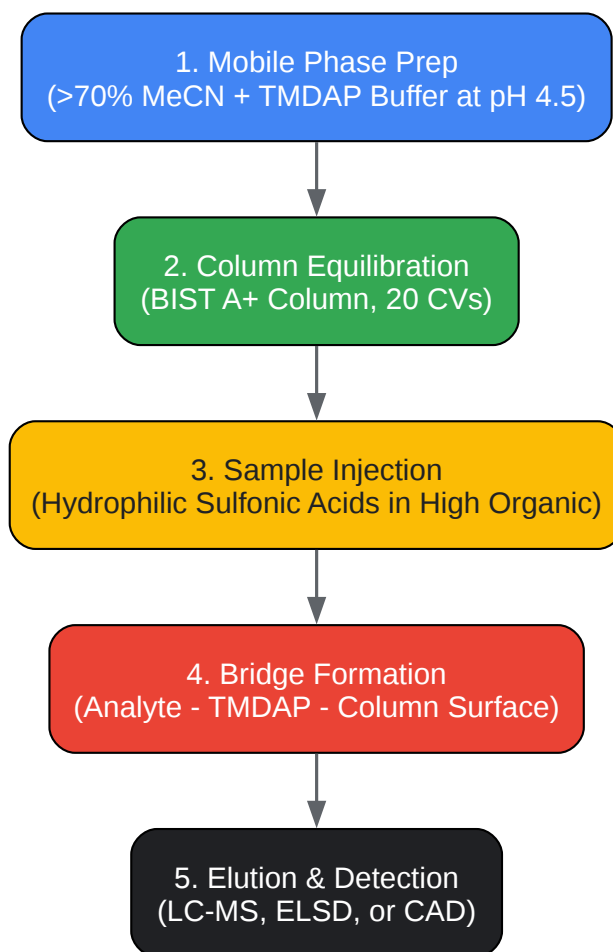 1. Mobile Phase Prep
(>70% MeCN + TMDAP Buffer at pH 4.5)
2. Column Equilibration
(BIST A+ Column, 20 CVs)
3. Sample Injection
(Hydrophilic Sulfonic Acids in High Organic)
4. Bridge Formation
(Analyte - TMDAP - Column Surface)
5. Elution & Detection
(LC-MS, ELSD, or CAD)